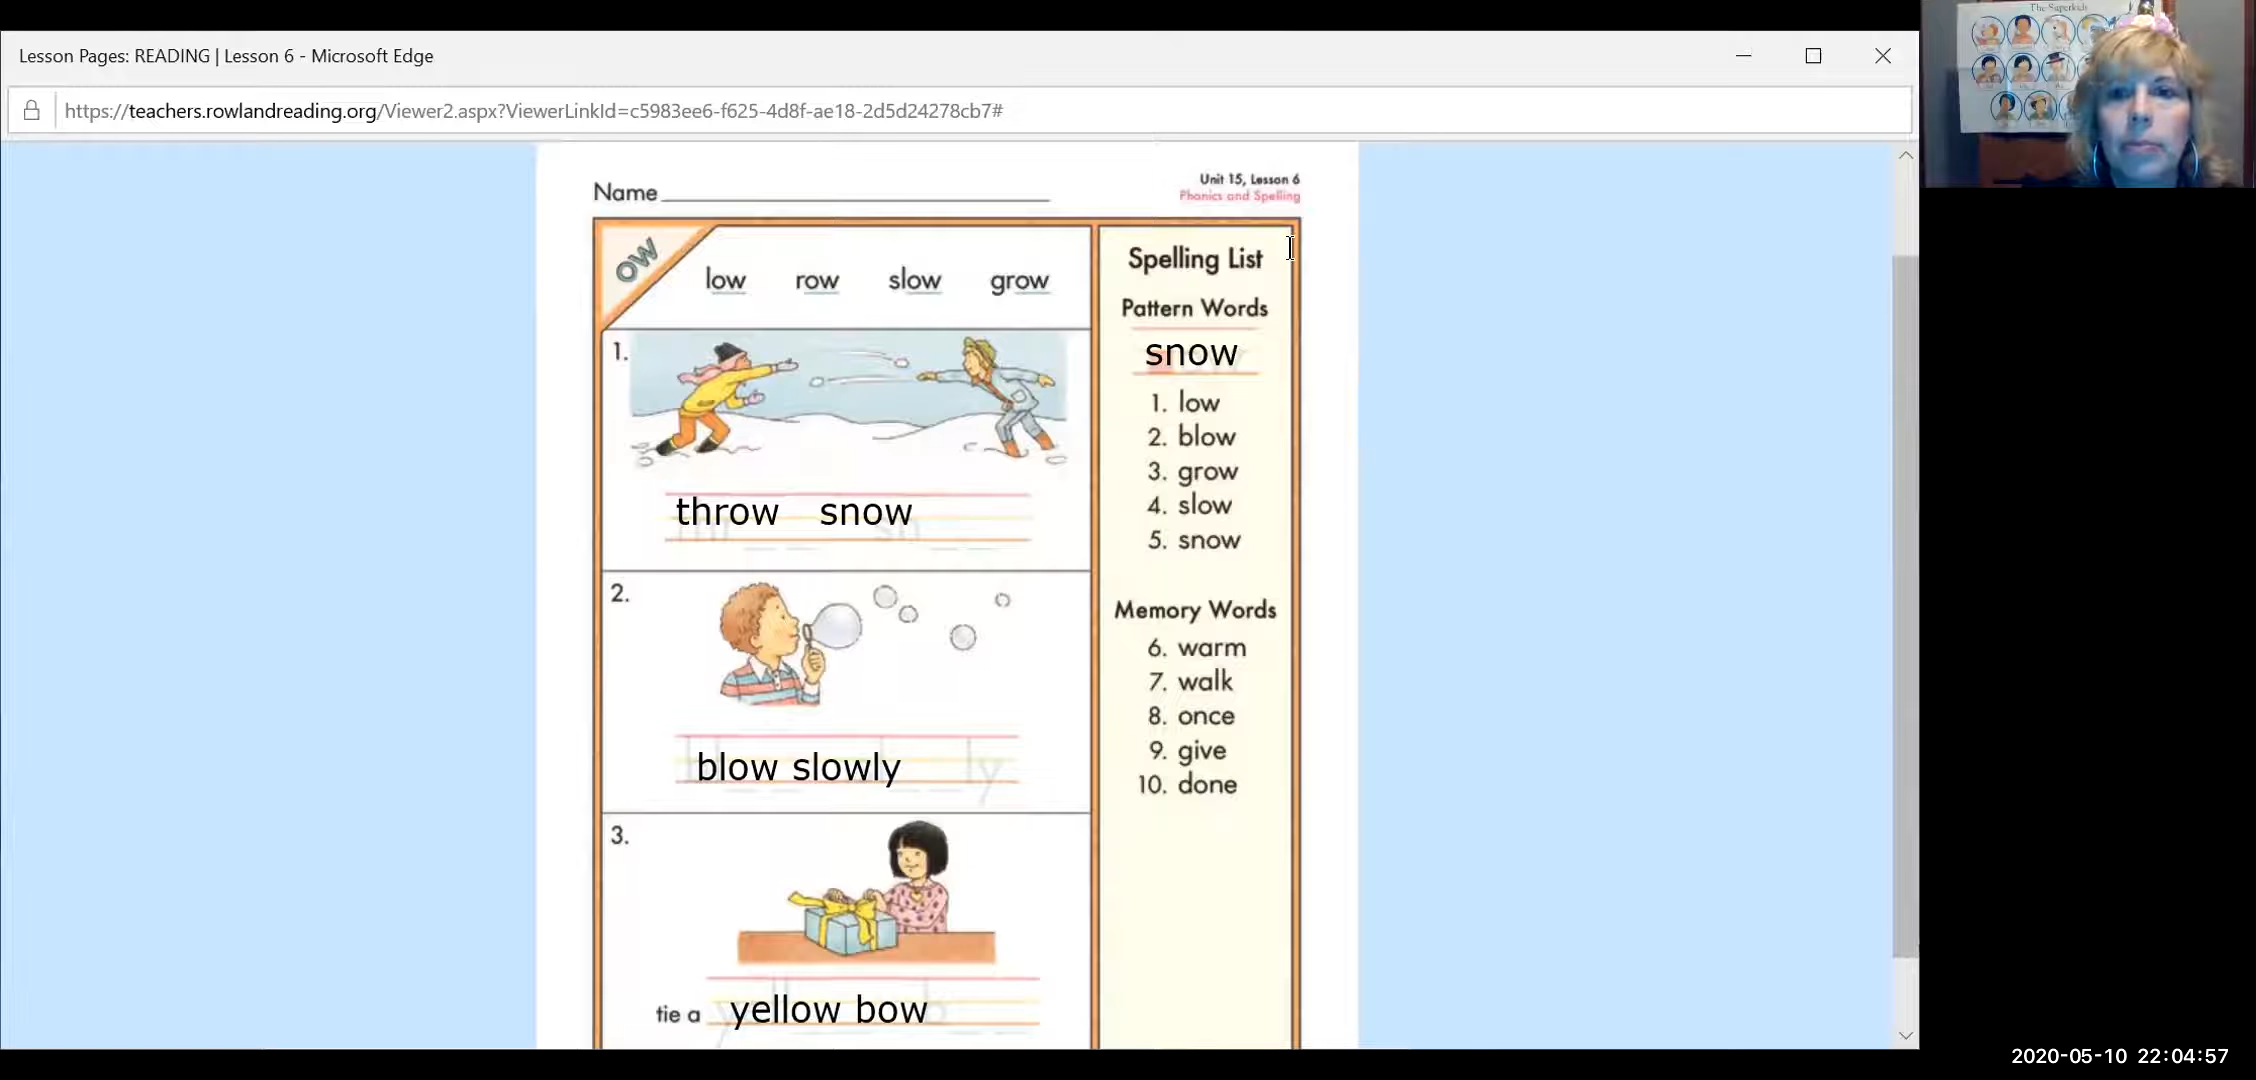 Lesson Pages: READING | Lesson 6 - Microsoft Edge
https://teachers.rowlandreading.org/Viewer2.aspx?ViewerLinkId=c5983ee6-f625-4d8f-ae18-2d5d24278cb7#
The Superkids
Name
Unit 15, Lesson 6
Phonics and Spelling
ow
low row slow grow
1.
throw snow
2.
blow slowly
3.
tie a yellow bow
Spelling List
Pattern Words
snow
1. low
2. blow
3. grow
4. slow
5. snow
Memory Words
6. warm
7. walk
8. once
9. give
10. done
2020-05-10 22:04:57